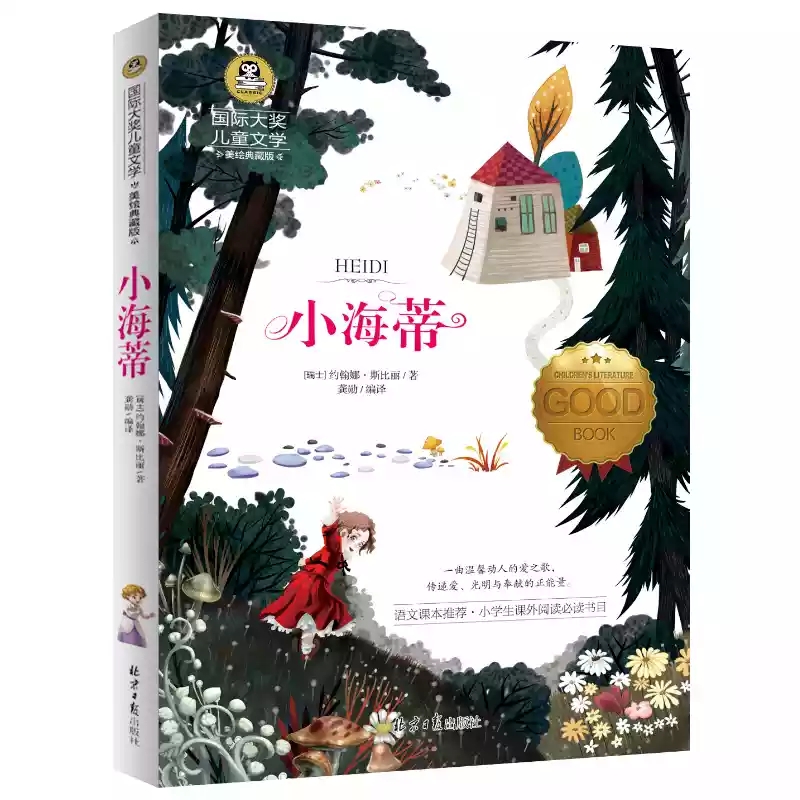 国际大奖儿童文学
美绘典藏版
小海蒂
[瑞士]约翰娜·斯比丽/著
龚勋/编译
北京日报出版社
CLASSIC
国际大奖
儿童文学
美绘典藏版
HEIDI
小海蒂
[瑞士]约翰娜·斯比丽/著
龚勋/编译
CHILDREN'S LITERATURE
GOOD
BOOK
一曲温馨动人的爱之歌,
传递爱、光明与奉献的正能量。
语文课本推荐·小学生课外阅读必读书目
北京日报出版社